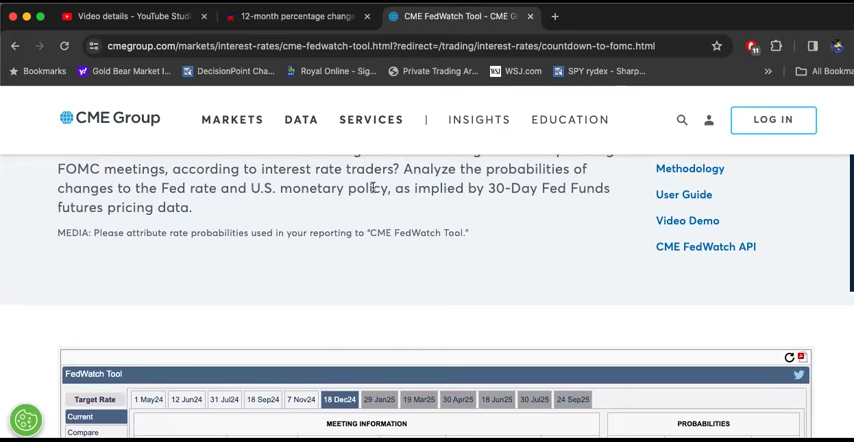 Video details - YouTube Studi
12-month percentage change
CME FedWatch Tool - CME G
cmegroup.com/markets/interest-rates/cme-fedwatch-tool.html?redirect=/trading/interest-rates/countdown-to-fomc.html
11
Bookmarks
Gold Bear Market I...
DecisionPoint Cha...
Royal Online - Sig...
Private Trading Ar...
WSJ.com
SPY rydex - Sharp...
»
All Bookma
CME Group
MARKETS DATA SERVICES | INSIGHTS EDUCATION
LOG IN
FOMC meetings, according to interest rate traders? Analyze the probabilities of
changes to the Fed rate and U.S. monetary policy, as implied by 30-Day Fed Funds
futures pricing data.
MEDIA: Please attribute rate probabilities used in your reporting to "CME FedWatch Tool."
Methodology
User Guide
Video Demo
CME FedWatch API
FedWatch Tool
Target Rate
1 May24 12 Jun24 31 Jul24 18 Sep24 7 Nov24 18 Dec24 29 Jan25 19 Mar25 30 Apr25 18 Jun25 30 Jul25 24 Sep25
Current
MEETING INFORMATION
PROBABILITIES
Compare